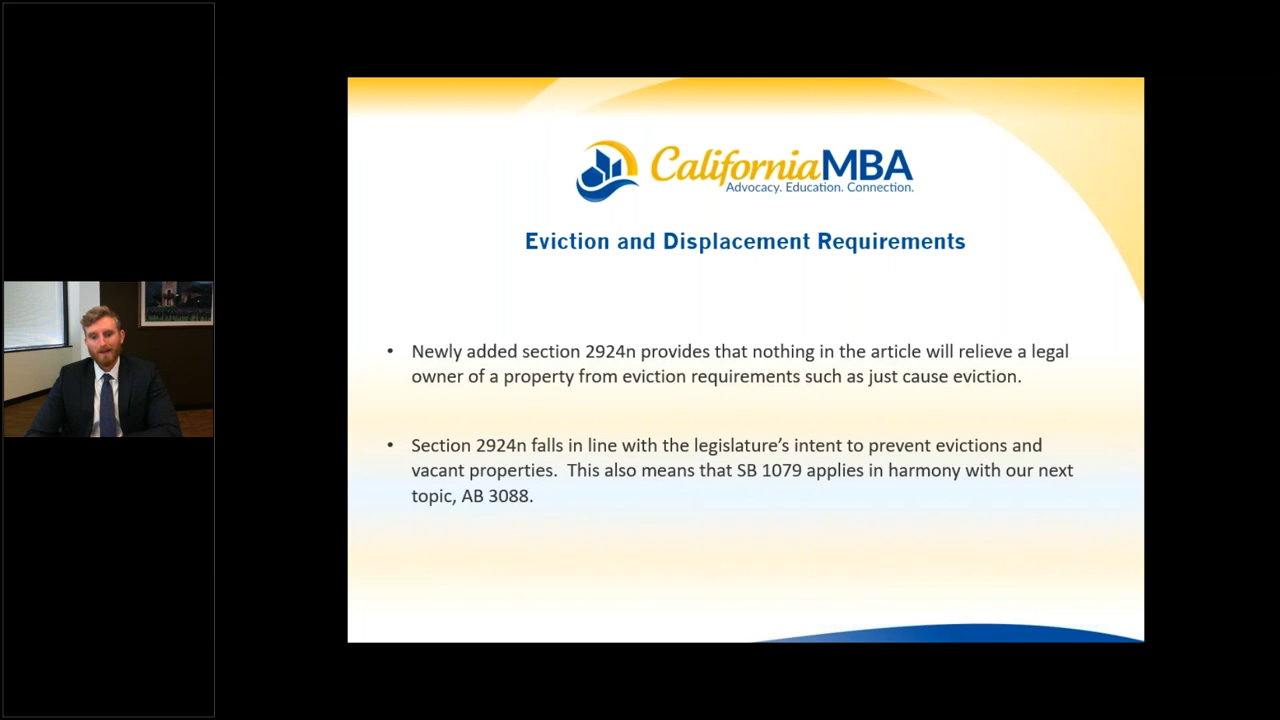 CaliforniaMBA
Advocacy. Education. Connection.
Eviction and Displacement Requirements
• Newly added section 2924n provides that nothing in the article will relieve a legal
owner of a property from eviction requirements such as just cause eviction.
• Section 2924n falls in line with the legislature’s intent to prevent evictions and
vacant properties.  This also means that SB 1079 applies in harmony with our next
topic, AB 3088.